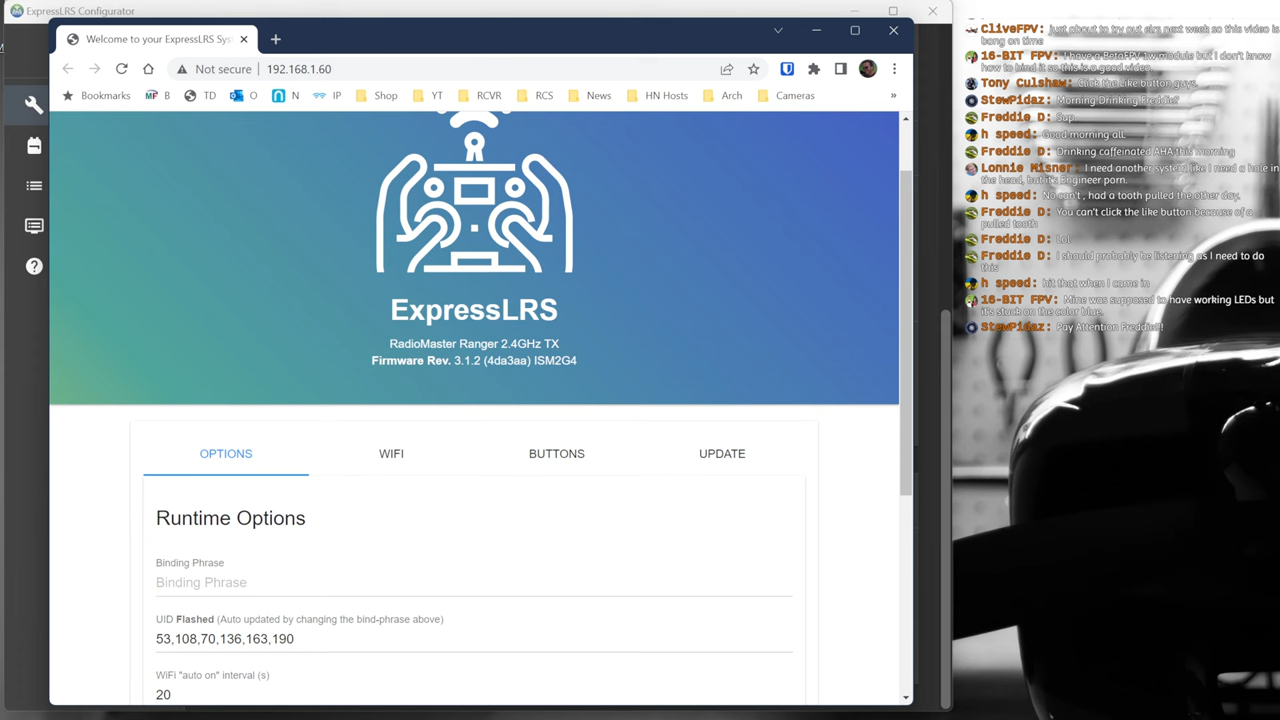 ExpressLRS Configurator
Welcome to your ExpressLRS Sys
Not secure
192.168.1.60
Bookmarks
B
TD
O
Shop
YT
RCVR
RCS
News
HN Hosts
Arch
Cameras
»
ExpressLRS
RadioMaster Ranger 2.4GHz TX
Firmware Rev. 3.1.2 (4da3aa) ISM2G4
OPTIONS
WIFI
BUTTONS
UPDATE
Runtime Options
Binding Phrase
Binding Phrase
UID Flashed (Auto updated by changing the bind-phrase above)
53,108,70,136,163,190
WiFi "auto on" interval (s)
20
CliveFPV: just about to try out elrs next week so this video is
bang on time
16-BIT FPV: I have a BetaFPV 1w module but I don't know
how to bind it so this is a good video.
Tony Culshaw: Click the Like button guys.
StewPidaz: Morning Drinking Freddie?
Freddie D: Sup.
h speed: Good morning all.
Freddie D: Drinking caffeinated AHA this morning
Lonnie Misner: I need another system like I need a hole in
the head, but it's Engineer porn.
h speed: No can't , had a tooth pulled the other day.
Freddie D: You can't click the like button because of a
pulled tooth
Freddie D: Lol
Freddie D: I should probably be listening as I need to do
this
h speed: hit that when I came in
16-BIT FPV: Mine was supposed to have working LEDs but
it's stuck on the color blue.
StewPidaz: Pay Attention Freddie!!